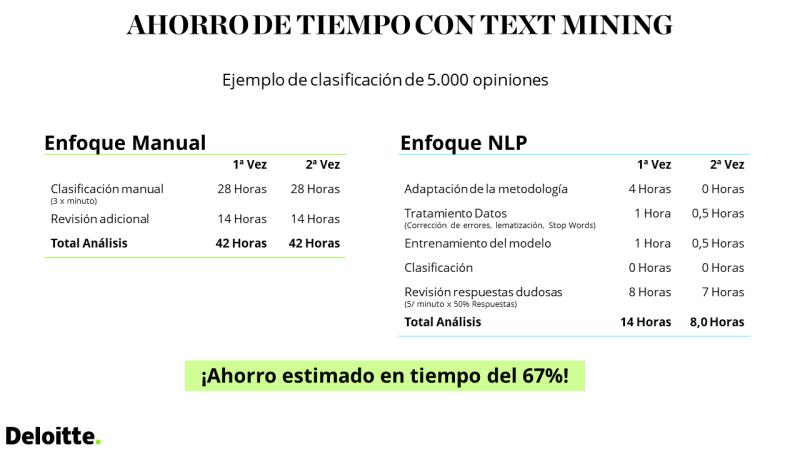 AHORRO DE TIEMPO CON TEXT MINING
Ejemplo de clasificación de 5.000 opiniones
Enfoque Manual
1ª Vez 2ª Vez
Clasificación manual 28 Horas 28 Horas
(3 x minuto)
Revisión adicional 14 Horas 14 Horas
Total Análisis 42 Horas 42 Horas
Enfoque NLP
1ª Vez 2ª Vez
Adaptación de la metodología 4 Horas 0 Horas
Tratamiento Datos 1 Hora 0,5 Horas
(Corrección de errores, lematización, Stop Words)
Entrenamiento del modelo 1 Hora 0,5 Horas
Clasificación 0 Horas 0 Horas
Revisión respuestas dudosas 8 Horas 7 Horas
(5/ minuto x 50% Respuestas)
Total Análisis 14 Horas 8,0 Horas
¡Ahorro estimado en tiempo del 67%!
Deloitte.